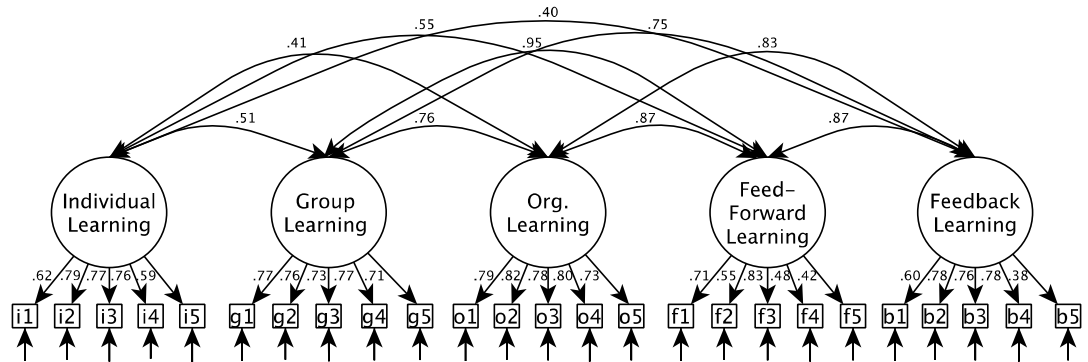 .40
.55
.75
.41
.95
.83
.51
.76
.87
.87
Individual
Learning
Group
Learning
Org.
Learning
Feed-
Forward
Learning
Feedback
Learning
.62 .79 .77 .76 .59
.77 .76 .73 .77 .71
.79 .82 .78 .80 .73
.71 .55 .83 .48 .42
.60 .78 .76 .78 .38
i1 i2 i3 i4 i5
g1 g2 g3 g4 g5
o1 o2 o3 o4 o5
f1 f2 f3 f4 f5
b1 b2 b3 b4 b5